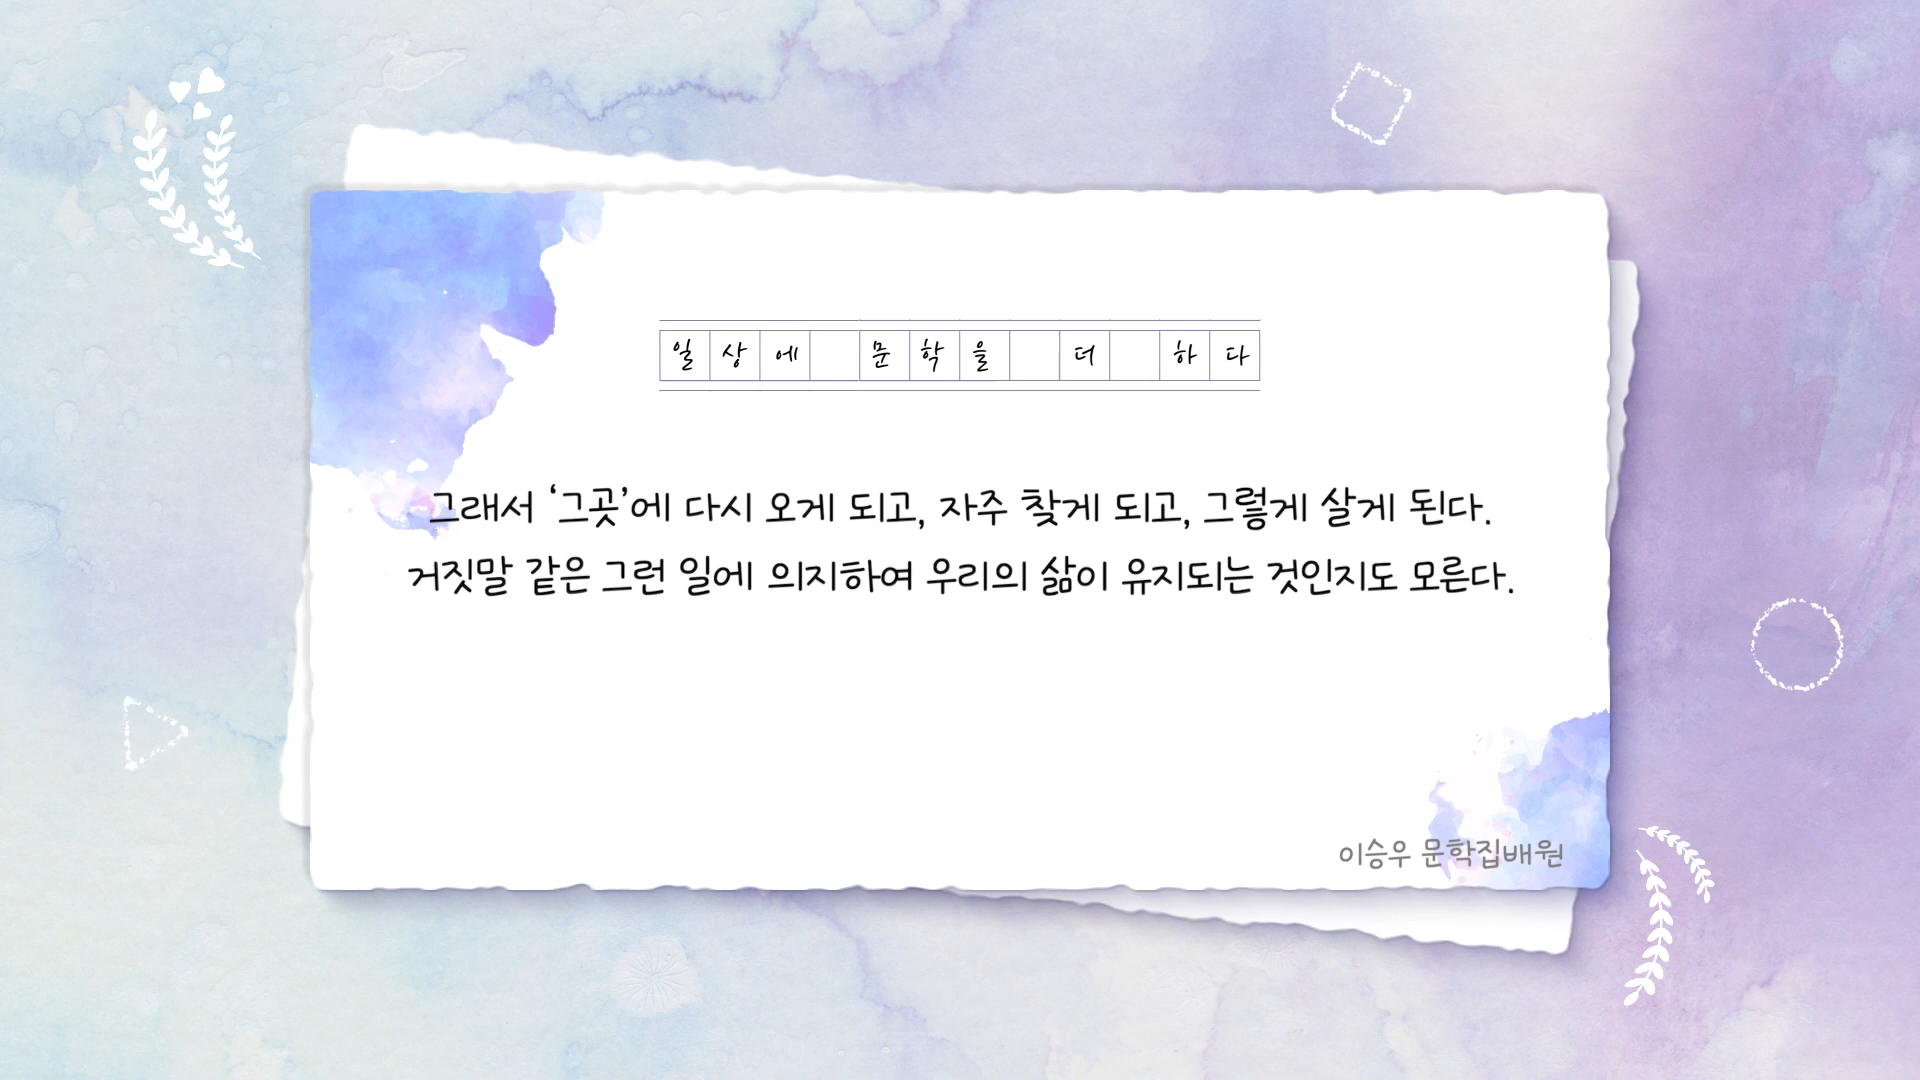 일상에 문학을 더 하다
그래서 ‘그곳’에 다시 오게 되고, 자주 찾게 되고, 그렇게 살게 된다.
거짓말 같은 그런 일에 의지하여 우리의 삶이 유지되는 것인지도 모른다.
이승우 문학집배원